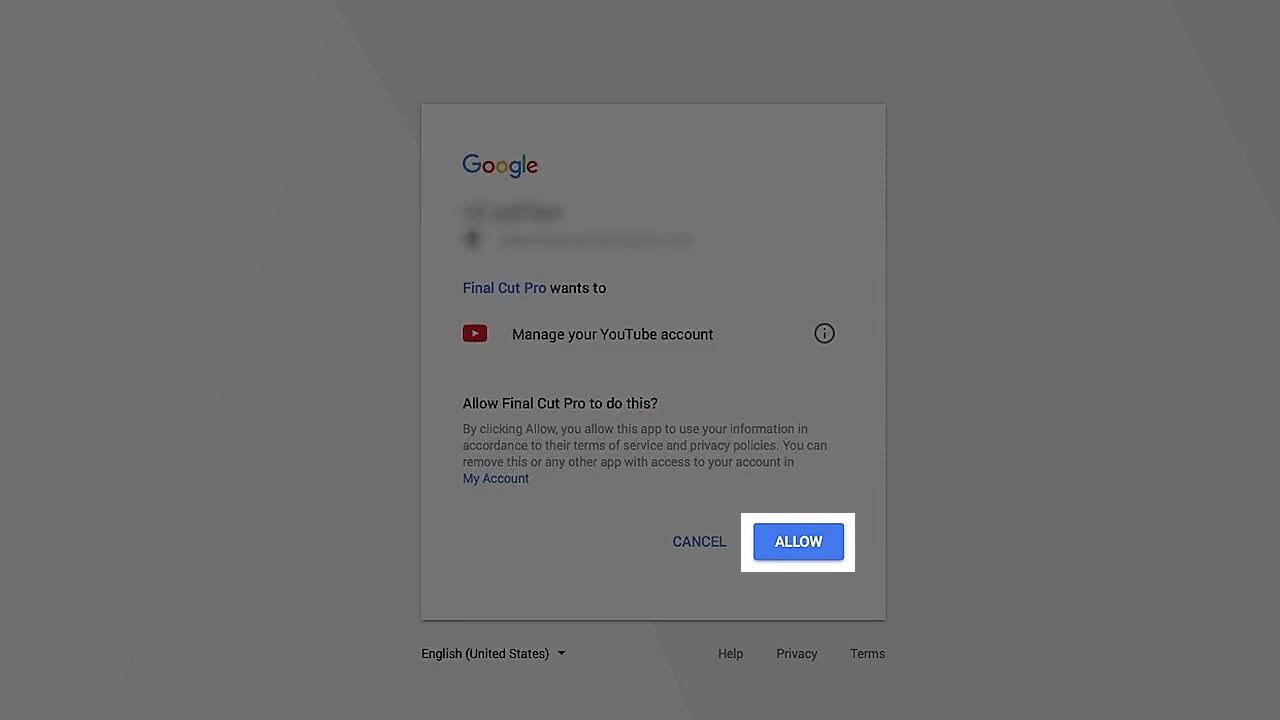 Google
Final Cut Pro wants to
Manage your YouTube account
Allow Final Cut Pro to do this?
By clicking Allow, you allow this app to use your information in
accordance to their terms of service and privacy policies. You can
remove this or any other app with access to your account in
My Account
CANCEL ALLOW
English (United States) Help Privacy Terms